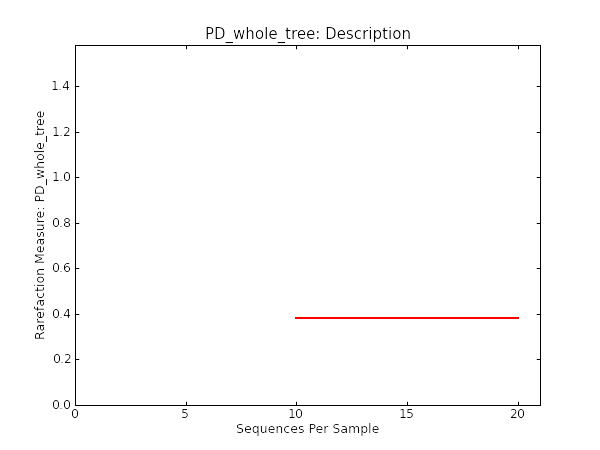 PD_whole_tree: Description
Rarefaction Measure: PD_whole_tree
1.4
1.2
1.0
0.8
0.6
0.4
0.2
0.0
0 5 10 15 20
Sequences Per Sample